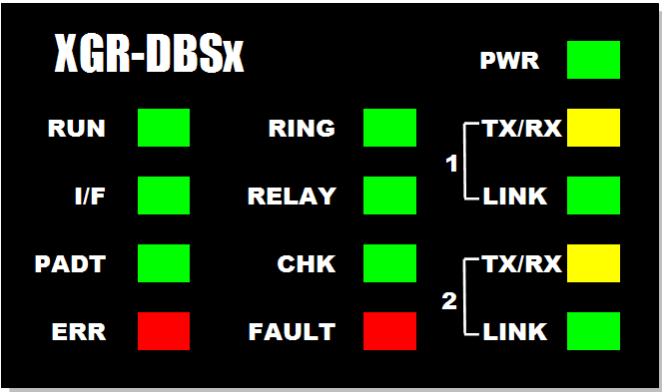 XGR-DBSx
PWR
RUN RING TX/RX
1
I/F RELAY LINK
PADT CHK TX/RX
2
ERR FAULT LINK